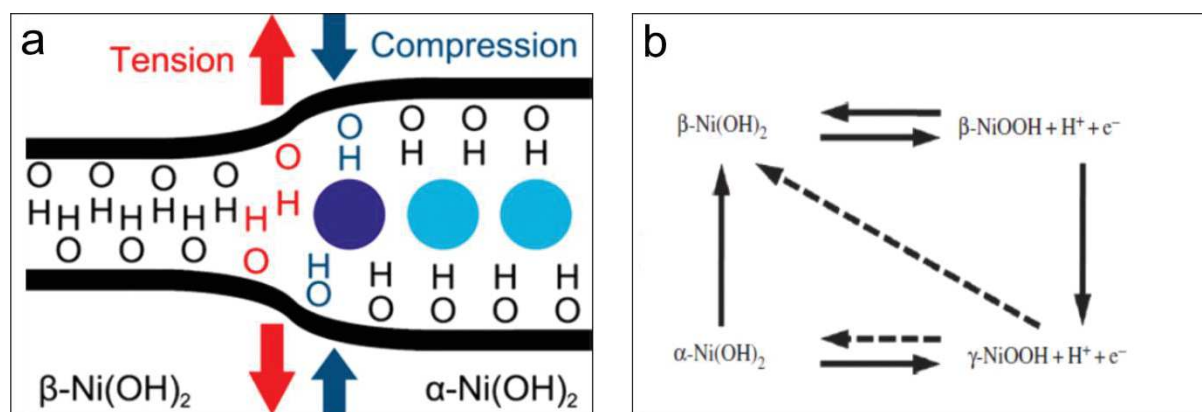 a
Tension
Compression
O O O O O O O O O
H H H H H H H H H H H
O O O O O O O O
β-Ni(OH)₂
α-Ni(OH)₂
b
β-Ni(OH)₂
β-NiOOH + H⁺ + e⁻
α-Ni(OH)₂
γ-NiOOH + H⁺ + e⁻